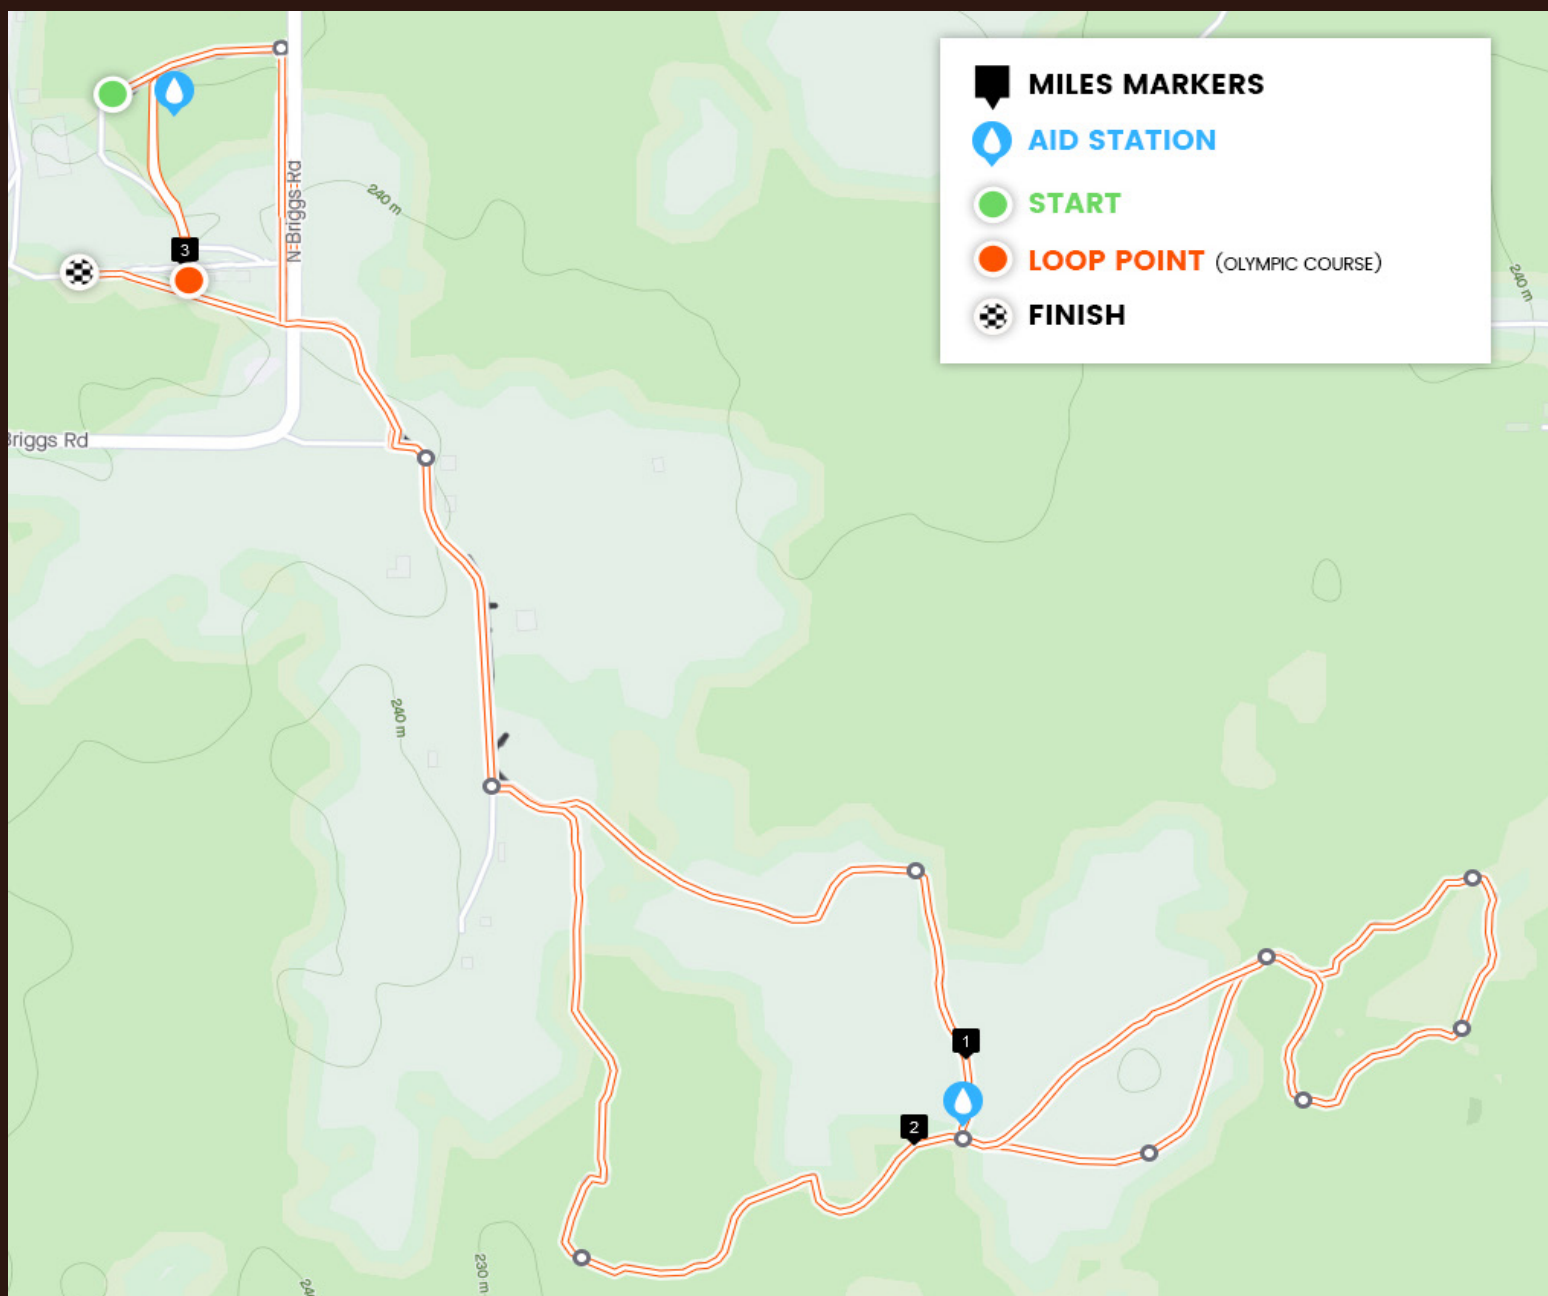 MILES MARKERS
AID STATION
START
LOOP POINT (OLYMPIC COURSE)
FINISH
N-Briggs-Rd
240 m
3
240 m
Briggs Rd
240 m
1
2
230 m